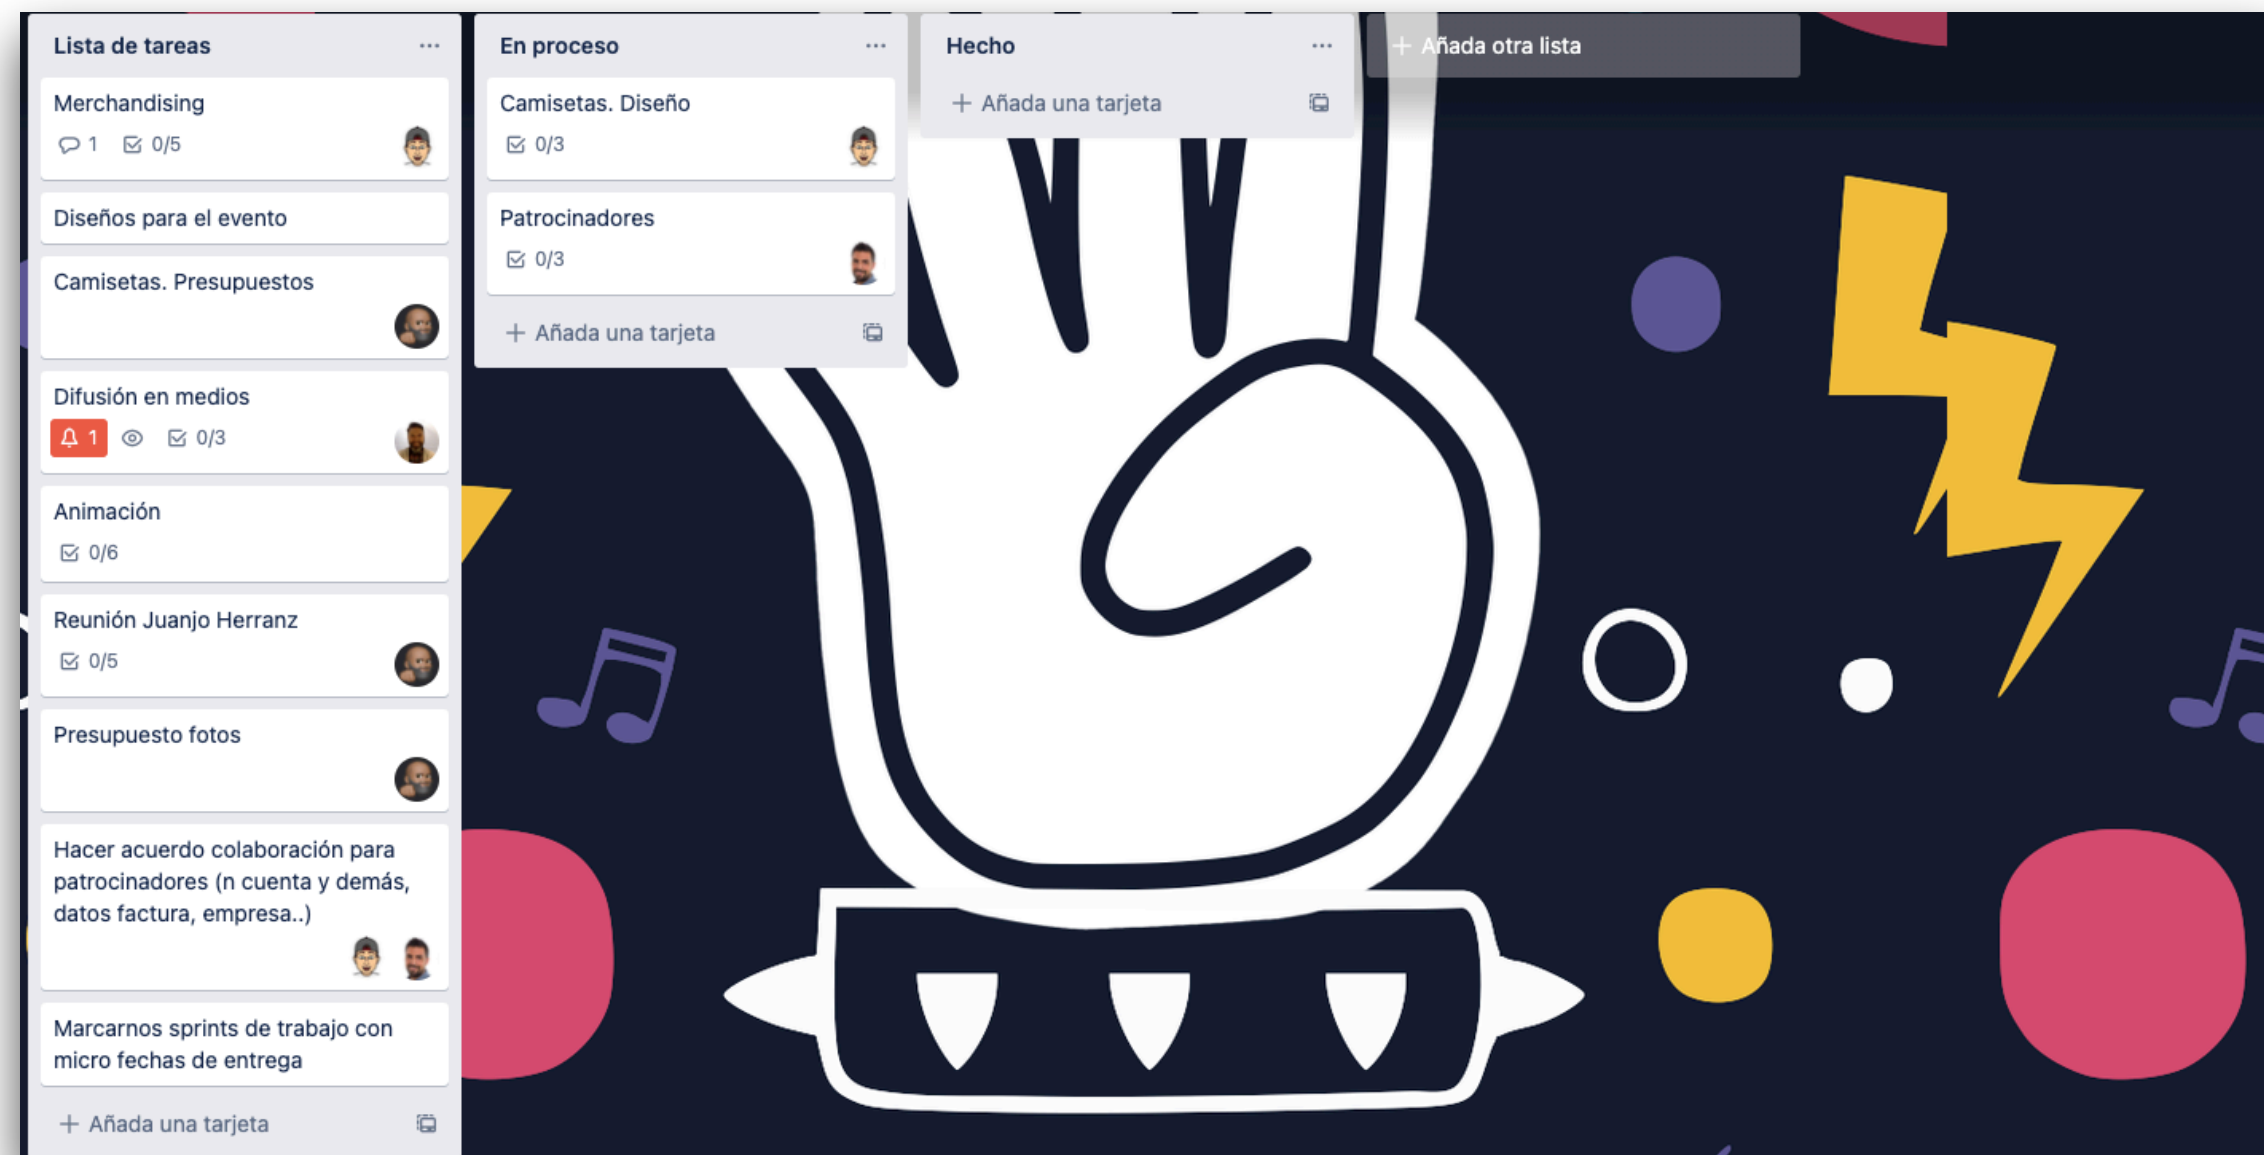 Lista de tareas
Merchandising
1 0/5
Diseños para el evento
Camisetas. Presupuestos
Difusión en medios
1 0/3
Animación
0/6
Reunión Juanjo Herranz
0/5
Presupuesto fotos
Hacer acuerdo colaboración para
patrocinadores (n cuenta y demás,
datos factura, empresa..)
Marcarnos sprints de trabajo con
micro fechas de entrega
+ Añada una tarjeta
En proceso
Camisetas. Diseño
0/3
Patrocinadores
0/3
+ Añada una tarjeta
Hecho
+ Añada una tarjeta
+ Añada otra lista